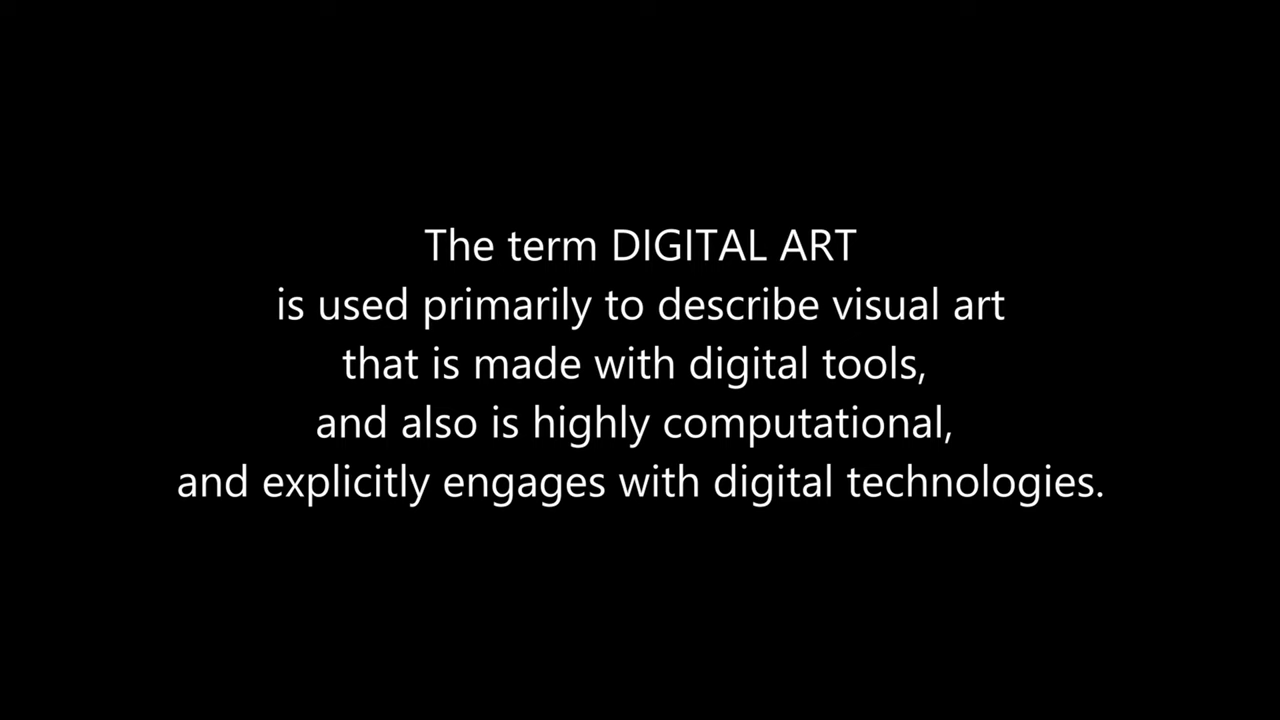 The term DIGITAL ART
is used primarily to describe visual art
that is made with digital tools,
and also is highly computational,
and explicitly engages with digital technologies.